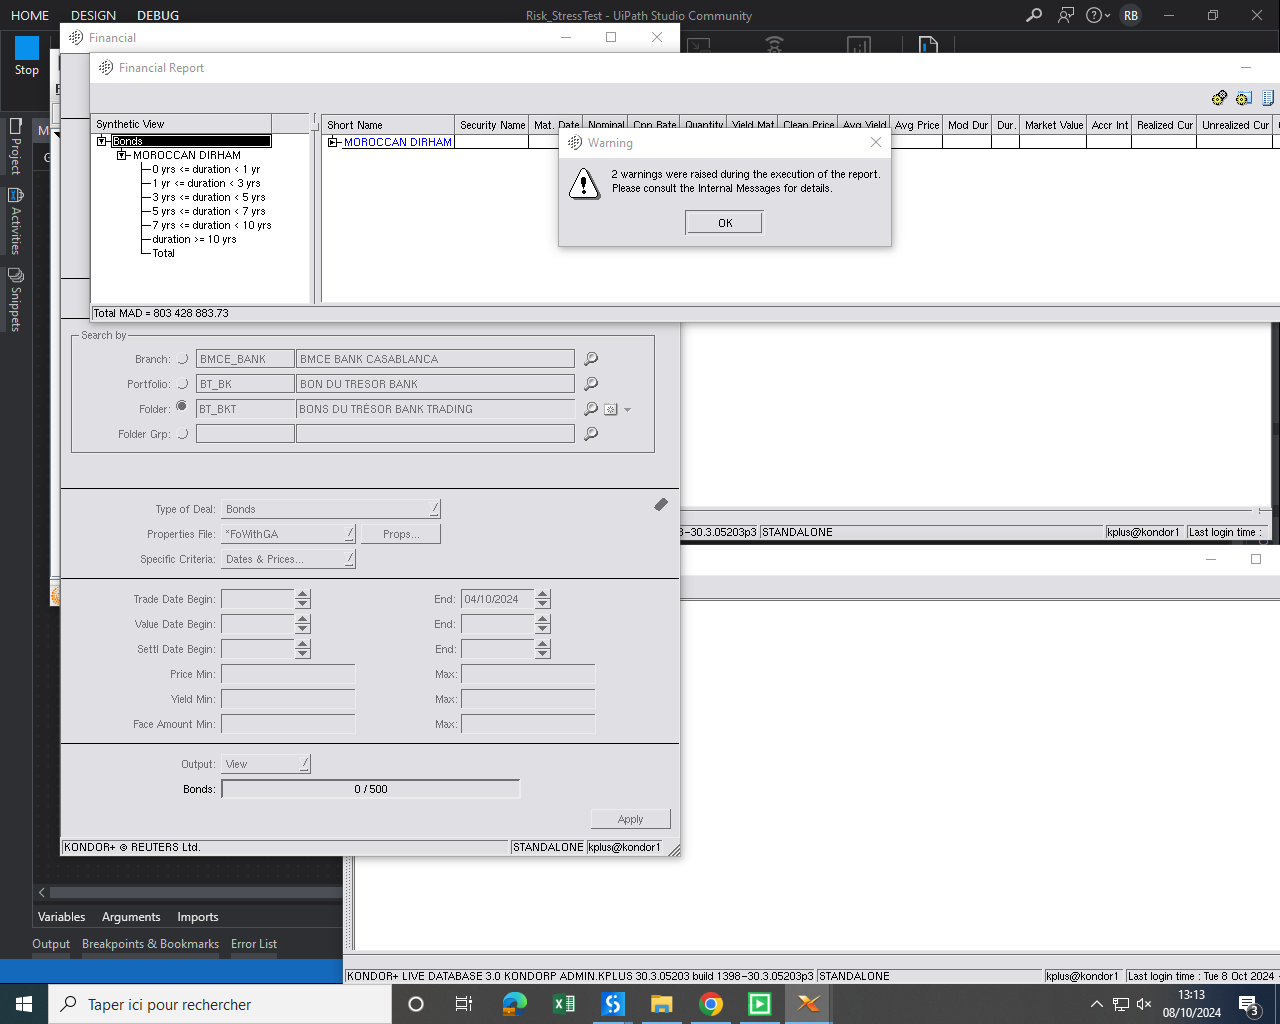 HOME DESIGN DEBUG Risk_StressTest - UiPath Studio Community RB
Stop
Financial
Financial Report
Project
Activities
Snippets
Synthetic View
Bonds
MOROCCAN DIRHAM
0 yrs <= duration < 1 yr
1 yr <= duration < 3 yrs
3 yrs <= duration < 5 yrs
5 yrs <= duration < 7 yrs
7 yrs <= duration < 10 yrs
duration >= 10 yrs
Total
Short Name Security Name Mat. Date Nominal Cpn Rate Quantity Yield Mat Clean Price Avg Yield Avg Price Mod Dur Dur. Market Value Accr Int Realized Cur Unrealized Cur
MOROCCAN DIRHAM
Warning
2 warnings were raised during the execution of the report.
Please consult the Internal Messages for details.
OK
Total MAD = 803 428 883.73
Search by
Branch: BMCE_BANK BMCE BANK CASABLANCA
Portfolio: BT_BK BON DU TRESOR BANK
Folder: BT_BKT BONS DU TRÉSOR BANK TRADING
Folder Grp:
Type of Deal: Bonds
Properties File: *FoWithGA Props...
Specific Criteria: Dates & Prices...
Trade Date Begin: End: 04/10/2024
Value Date Begin: End:
Settl Date Begin: End:
Price Min: Max:
Yield Min: Max:
Face Amount Min: Max:
Output: View
Bonds: 0 / 500
Apply
KONDOR+ © REUTERS Ltd. STANDALONE kplus@kondor1
8-30.3.05203p3 STANDALONE kplus@kondor1 Last login time :
Variables Arguments Imports
Output Breakpoints & Bookmarks Error List
KONDOR+ LIVE DATABASE 3.0 KONDORP ADMIN.KPLUS 30.3.05203 build 1398-30.3.05203p3 STANDALONE kplus@kondor1 Last login time : Tue 8 Oct 2024
Taper ici pour rechercher
13:13
08/10/2024
3